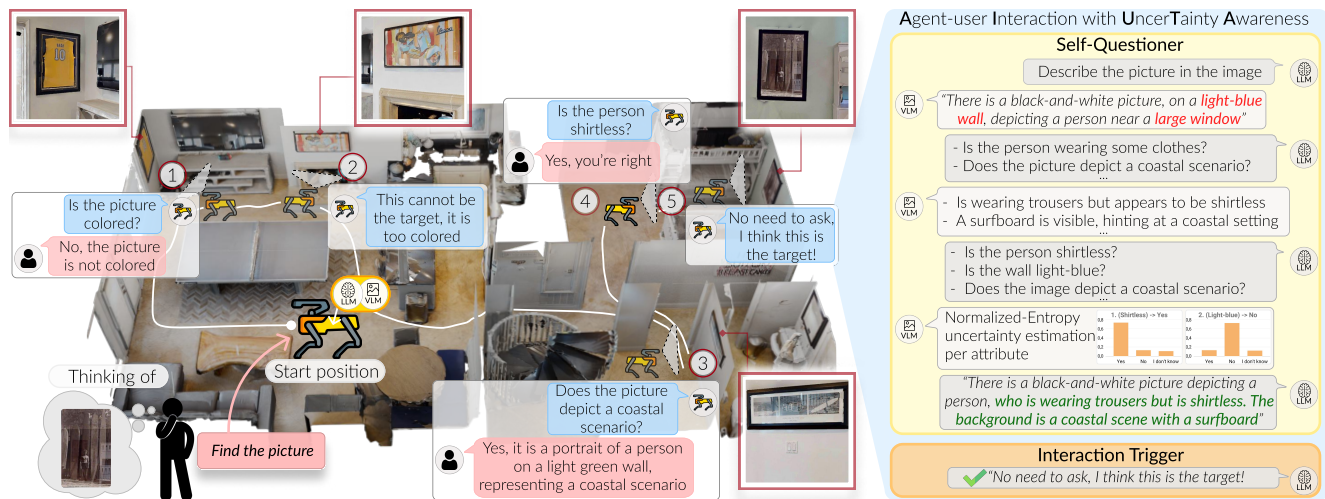 Agent-user Interaction with UncerTainty Awareness
Self-Questioner
Describe the picture in the image
LLM
VLM
“There is a black-and-white picture, on a light-blue
wall, depicting a person near a large window”
- Is the person wearing some clothes?
- Does the picture depict a coastal scenario?
...
LLM
VLM
- Is wearing trousers but appears to be shirtless
- A surfboard is visible, hinting at a coastal setting
...
- Is the person shirtless?
- Is the wall light-blue?
- Does the image depict a coastal scenario?
...
LLM
VLM
Normalized-Entropy
uncertainty estimation
per attribute
1. (Shirtless) -> Yes
Yes No I don't know
2. (Light-blue) -> No
Yes No I don't know
“There is a black-and-white picture depicting a
person, who is wearing trousers but is shirtless. The
background is a coastal scene with a surfboard”
LLM
Interaction Trigger
“No need to ask, I think this is the target!
LLM
1
Is the picture
colored?
No, the picture
is not colored
2
This cannot be
the target, it is
too colored
Is the person
shirtless?
Yes, you’re right
4
5
No need to ask,
I think this is
the target!
LLM
VLM
Start position
3
Does the picture
depict a coastal
scenario?
Yes, it is a portrait of a person
on a light green wall,
representing a coastal scenario
Thinking of
Find the picture